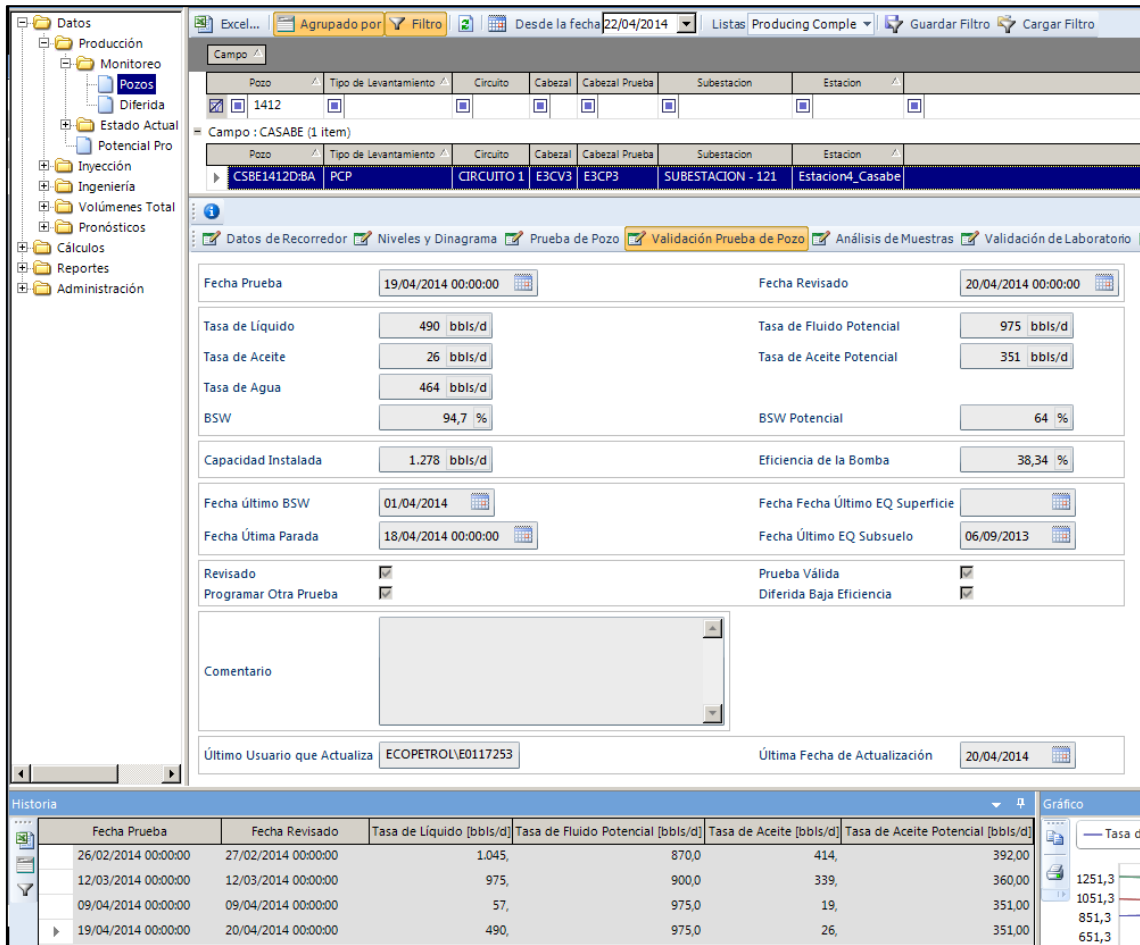 Datos
Producción
Monitoreo
Pozos
Diferida
Estado Actual
Potencial Pro
Inyección
Ingeniería
Volúmenes Total
Pronósticos
Cálculos
Reportes
Administración
Excel... Agrupado por Filtro Desde la fecha 22/04/2014 Listas Producing Comple Guardar Filtro Cargar Filtro
Campo
Pozo Tipo de Levantamiento Circuito Cabezal Cabezal Prueba Subestacion Estacion
1412
Campo : CASABE (1 item)
Pozo Tipo de Levantamiento Circuito Cabezal Cabezal Prueba Subestacion Estacion
CSBE1412D:BA PCP CIRCUITO 1 E3CV3 E3CP3 SUBESTACION - 121 Estacion4_Casabe
Datos de Recorredor Niveles y Dinagrama Prueba de Pozo Validación Prueba de Pozo Análisis de Muestras Validación de Laboratorio
Fecha Prueba 19/04/2014 00:00:00 Fecha Revisado 20/04/2014 00:00:00
Tasa de Líquido 490 bbls/d Tasa de Fluido Potencial 975 bbls/d
Tasa de Aceite 26 bbls/d Tasa de Aceite Potencial 351 bbls/d
Tasa de Agua 464 bbls/d
BSW 94,7 % BSW Potencial 64 %
Capacidad Instalada 1.278 bbls/d Eficiencia de la Bomba 38,34 %
Fecha último BSW 01/04/2014 Fecha Fecha Último EQ Superficie
Fecha Útima Parada 18/04/2014 00:00:00 Fecha Último EQ Subsuelo 06/09/2013
Revisado Prueba Válida
Programar Otra Prueba Diferida Baja Eficiencia
Comentario
Último Usuario que Actualiza ECOPETROL\E0117253 Última Fecha de Actualización 20/04/2014
Historia Gráfico
Fecha Prueba Fecha Revisado Tasa de Líquido [bbls/d] Tasa de Fluido Potencial [bbls/d] Tasa de Aceite [bbls/d] Tasa de Aceite Potencial [bbls/d]
26/02/2014 00:00:00 27/02/2014 00:00:00 1.045, 870,0 414, 392,00
12/03/2014 00:00:00 12/03/2014 00:00:00 975, 900,0 339, 360,00
09/04/2014 00:00:00 09/04/2014 00:00:00 57, 975,0 19, 351,00
19/04/2014 00:00:00 20/04/2014 00:00:00 490, 975,0 26, 351,00
Tasa d
1251,3
1051,3
851,3
651,3